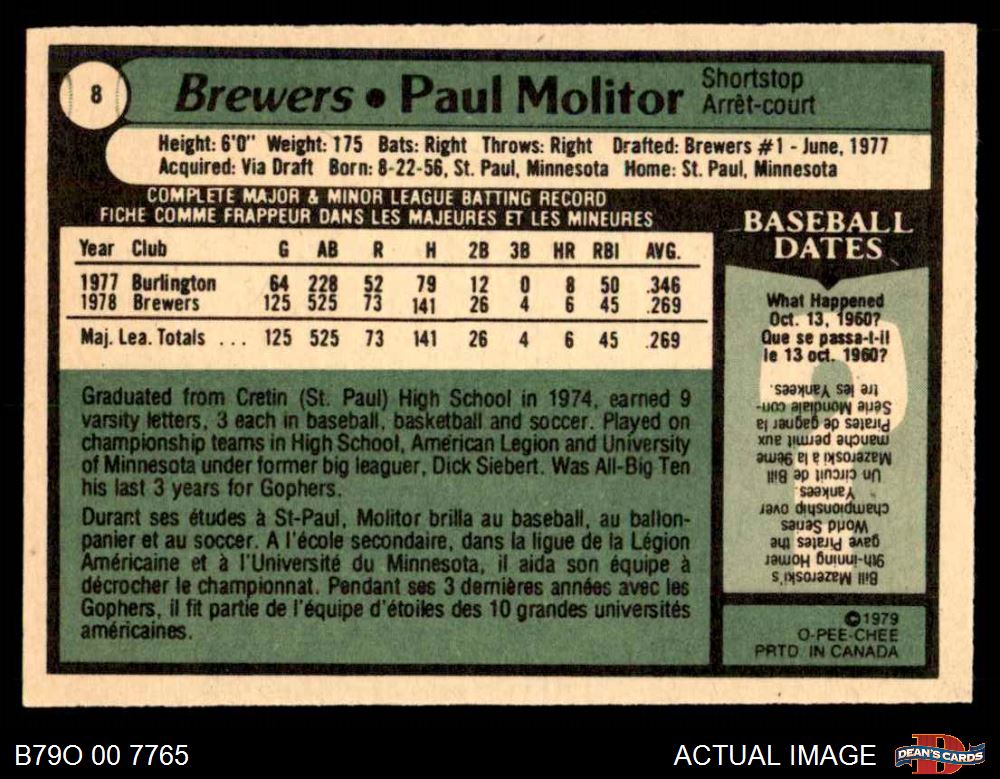 8
Brewers • Paul Molitor
Shortstop
Arrêt-court
Height: 6'0" Weight: 175 Bats: Right Throws: Right Drafted: Brewers #1 - June, 1977
Acquired: Via Draft Born: 8-22-56, St. Paul, Minnesota Home: St. Paul, Minnesota
COMPLETE MAJOR & MINOR LEAGUE BATTING RECORD
FICHE COMME FRAPPEUR DANS LES MAJEURES ET LES MINEURES
Year Club G AB R H 2B 3B HR RBI AVG.
1977 Burlington 64 228 52 79 12 0 8 50 .346
1978 Brewers 125 525 73 141 26 4 6 45 .269
Maj. Lea. Totals ... 125 525 73 141 26 4 6 45 .269
Graduated from Cretin (St. Paul) High School in 1974, earned 9
varsity letters, 3 each in baseball, basketball and soccer. Played on
championship teams in High School, American Legion and University
of Minnesota under former big leaguer, Dick Siebert. Was All-Big Ten
his last 3 years for Gophers.
Durant ses études à St-Paul, Molitor brilla au baseball, au ballon-
panier et au soccer. A l'école secondaire, dans la ligue de la Légion
Américaine et à l'Université du Minnesota, il aida son équipe à
décrocher le championnat. Pendant ses 3 dernières années avec les
Gophers, il fit partie de l'équipe d'étoiles des 10 grandes universités
américaines.
BASEBALL
DATES
What Happened
Oct. 13, 1960?
Que se passa-t-il
le 13 oct. 1960?
Bill Mazeroski's
9th-inning Homer
gave the Pirates
World Series
championship over
Yankees.
Un circuit de Bill
Mazeroski à la 9ème
manche permit aux
Pirates de gagner la
Série Mondiale con-
tre les Yankees.
©1979
O-PEE-CHEE
PRTD. IN CANADA
B79O 00 7765
ACTUAL IMAGE
DEAN'S CARDS